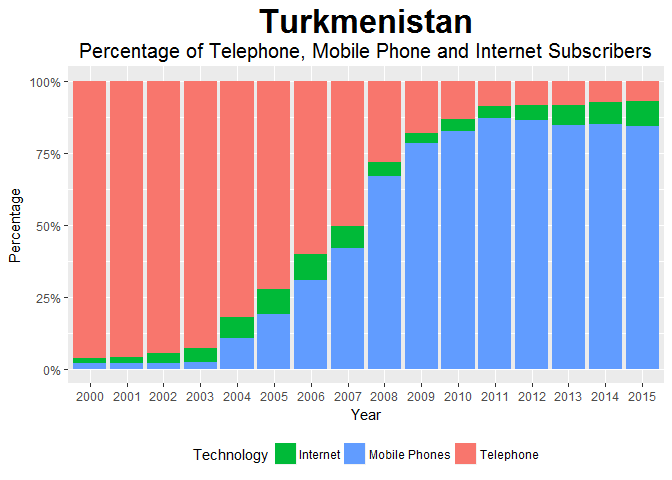 Turkmenistan
Percentage of Telephone, Mobile Phone and Internet Subscribers
100%
75%
50%
25%
0%
Percentage
2000 2001 2002 2003 2004 2005 2006 2007 2008 2009 2010 2011 2012 2013 2014 2015
Year
Technology Internet Mobile Phones Telephone